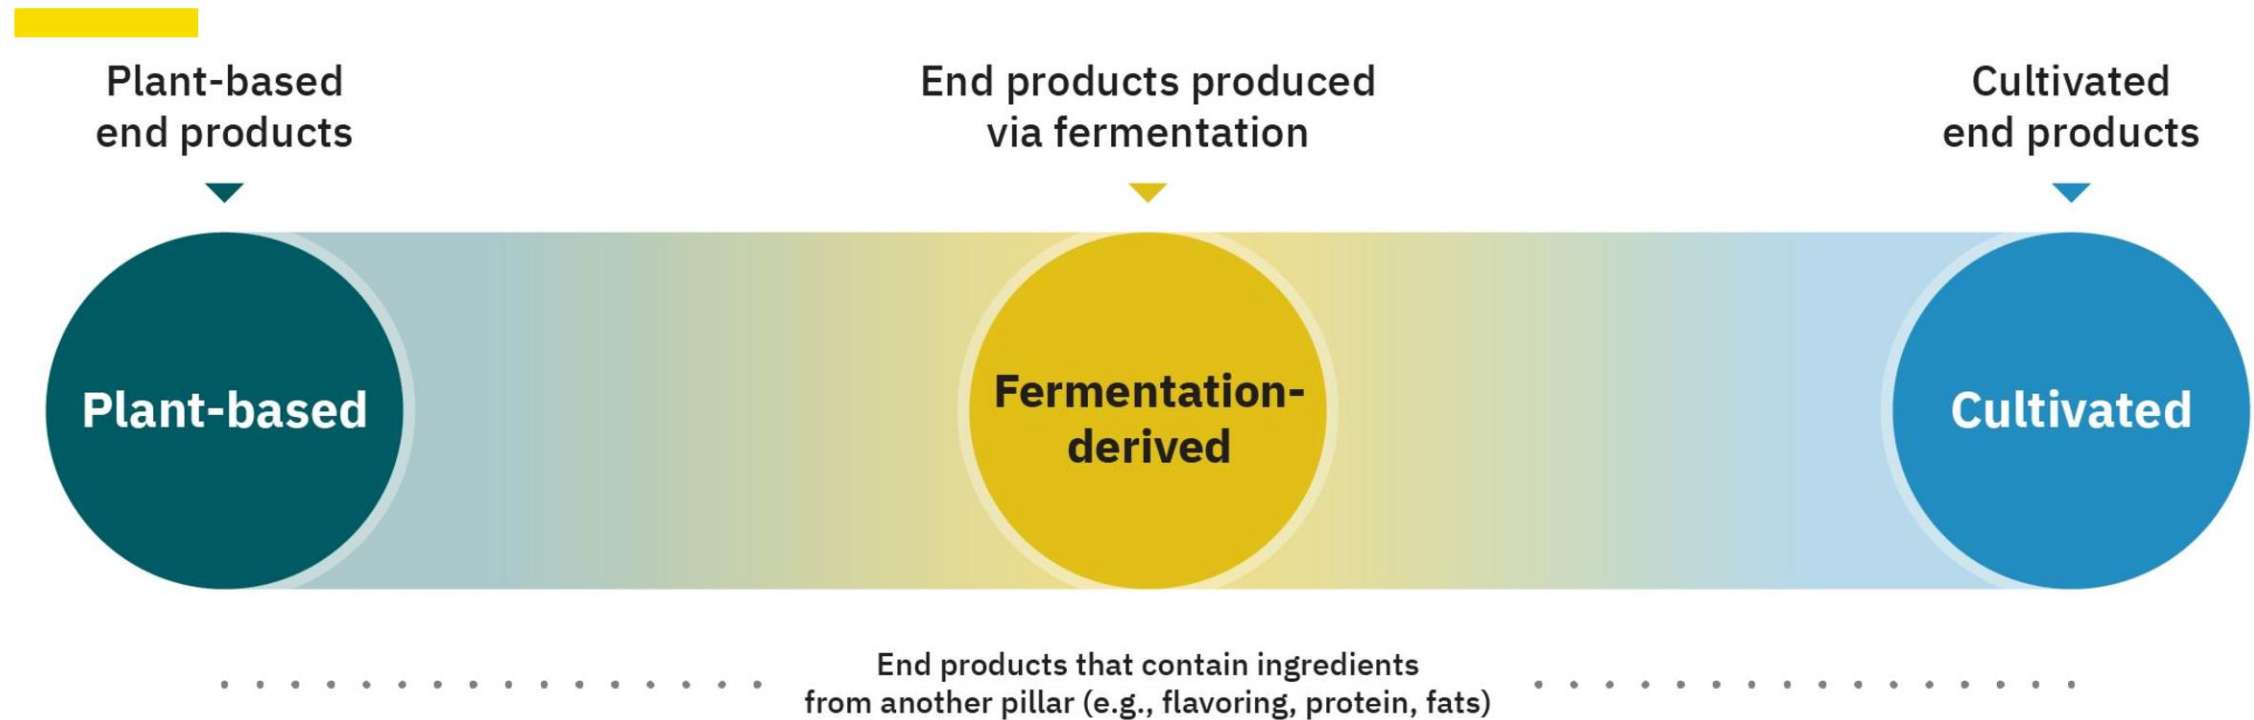 Plant-based
end products
End products produced
via fermentation
Cultivated
end products
Plant-based
Fermentation-
derived
Cultivated
End products that contain ingredients
from another pillar (e.g., flavoring, protein, fats)